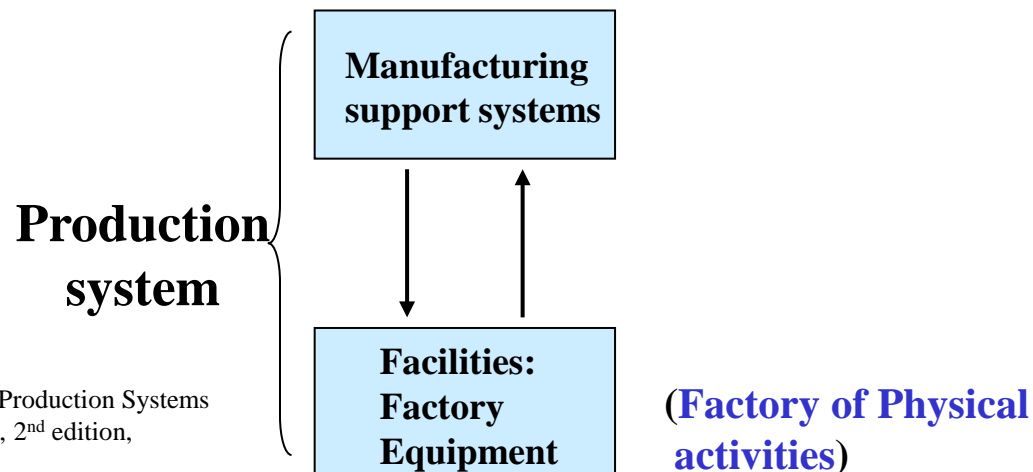 Manufacturing
support systems
Production
system
Facilities:
Factory
Equipment
Production Systems
, 2nd edition,
(Factory of Physical
activities)